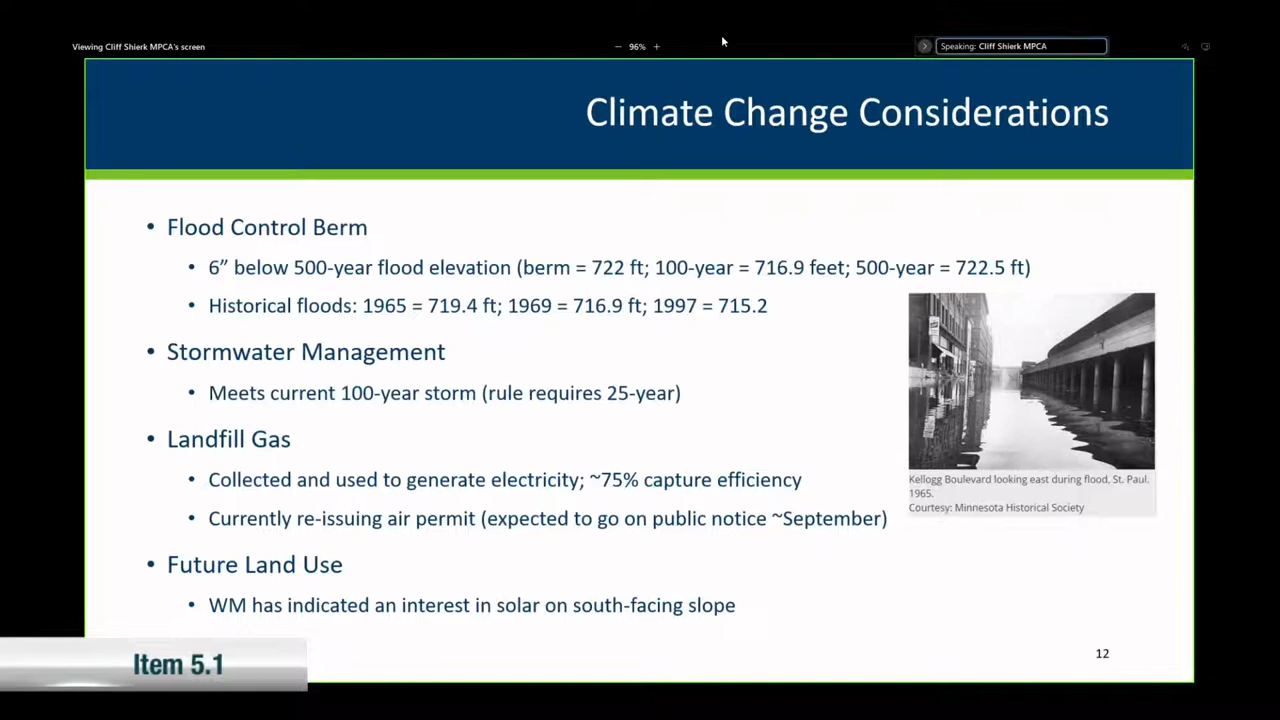 Viewing Cliff Shierk MPCA's screen
− 96% +
Speaking: Cliff Shierk MPCA
Climate Change Considerations
• Flood Control Berm
• 6” below 500-year flood elevation (berm = 722 ft; 100-year = 716.9 feet; 500-year = 722.5 ft)
• Historical floods: 1965 = 719.4 ft; 1969 = 716.9 ft; 1997 = 715.2
• Stormwater Management
• Meets current 100-year storm (rule requires 25-year)
• Landfill Gas
• Collected and used to generate electricity; ~75% capture efficiency
• Currently re-issuing air permit (expected to go on public notice ~September)
Kellogg Boulevard looking east during flood, St. Paul.
1965.
Courtesy: Minnesota Historical Society
• Future Land Use
• WM has indicated an interest in solar on south-facing slope
12
Item 5.1